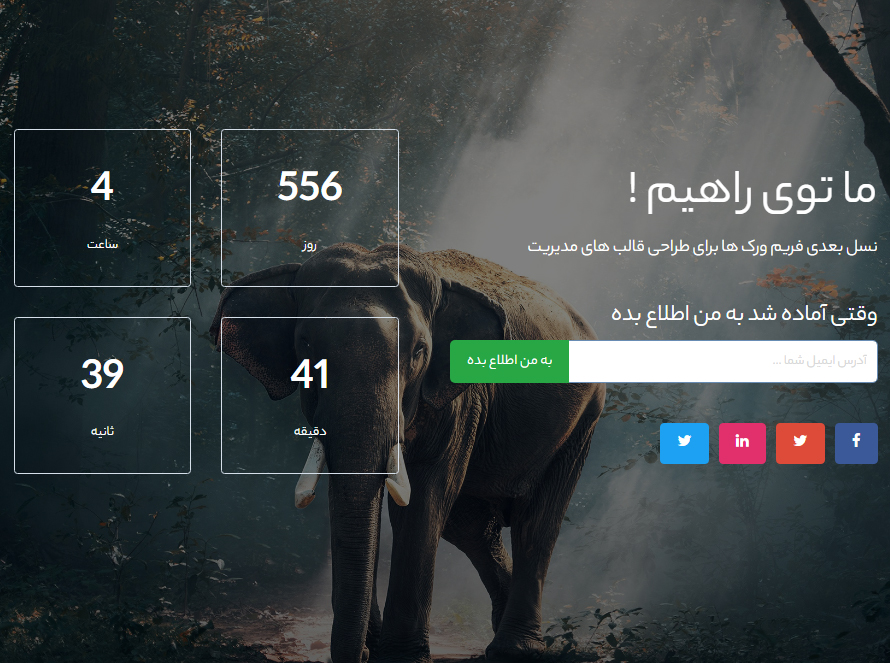 ما توی راهیم !
نسل بعدی فریم ورک ها برای طراحی قالب های مدیریت
وقتی آماده شد به من اطلاع بده
آدرس ایمیل شما ...
به من اطلاع بده
556
روز
4
ساعت
41
دقیقه
39
ثانیه